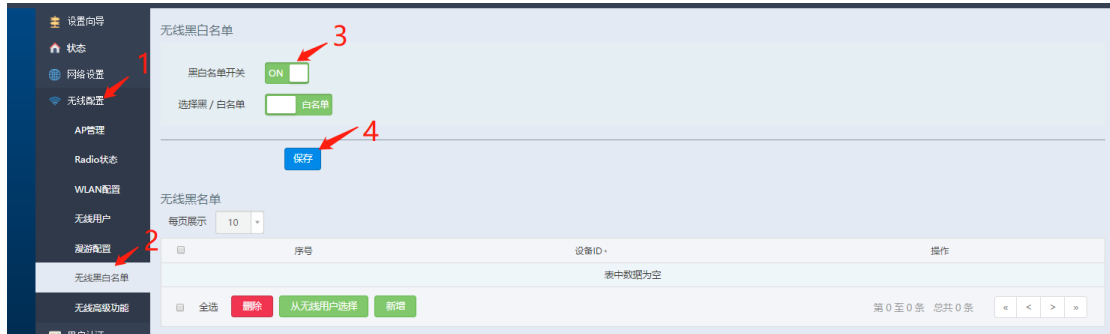 设置向导
状态
网络设置
1
无线配置
AP管理
Radio状态
WLAN配置
无线用户
漫游配置
2
无线黑白名单
无线高级功能
无线黑白名单
3
黑白名单开关 ON
选择黑 / 白名单 白名单
4
保存
无线黑名单
每页展示 10
序号 设备ID 操作
表中数据为空
全选 删除 从无线用户选择 新增 第 0 至 0 条 总共 0 条 « < > »